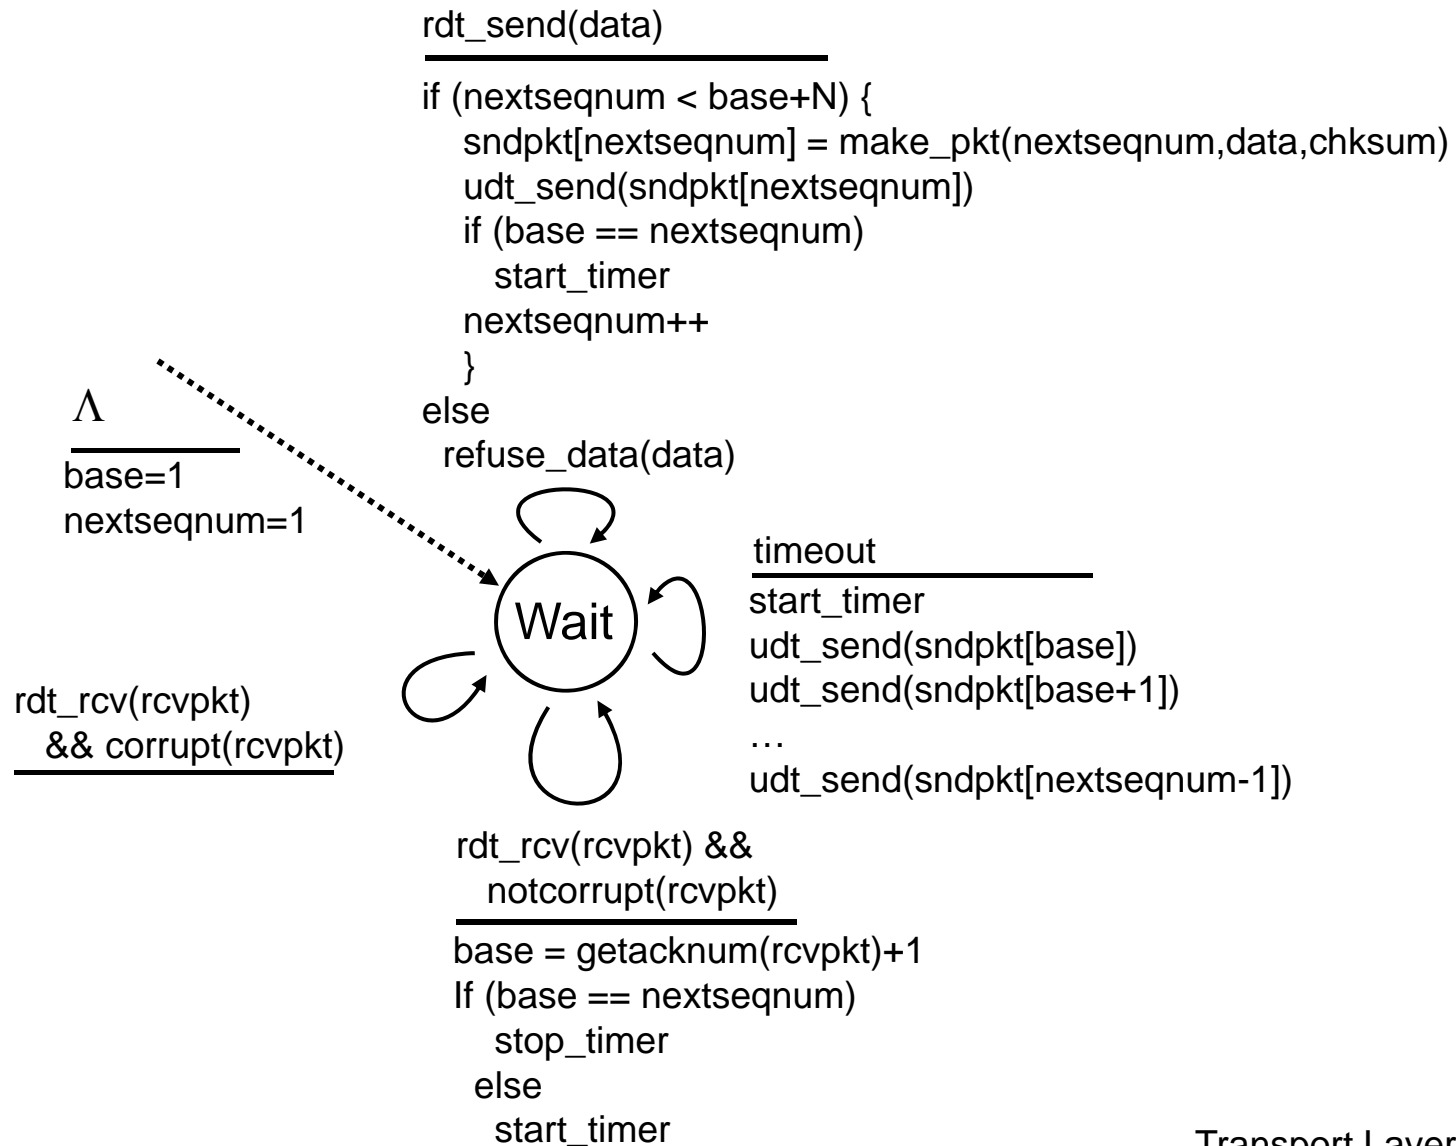 rdt_send(data)
if (nextseqnum < base+N) {
sndpkt[nextseqnum] = make_pkt(nextseqnum,data,chksum)
udt_send(sndpkt[nextseqnum])
if (base == nextseqnum)
start_timer
nextseqnum++
}
else
refuse_data(data)
Λ
base=1
nextseqnum=1
Wait
timeout
start_timer
udt_send(sndpkt[base])
udt_send(sndpkt[base+1])
…
udt_send(sndpkt[nextseqnum-1])
rdt_rcv(rcvpkt)
&& corrupt(rcvpkt)
rdt_rcv(rcvpkt) &&
notcorrupt(rcvpkt)
base = getacknum(rcvpkt)+1
If (base == nextseqnum)
stop_timer
else
start_timer
Transport Layer